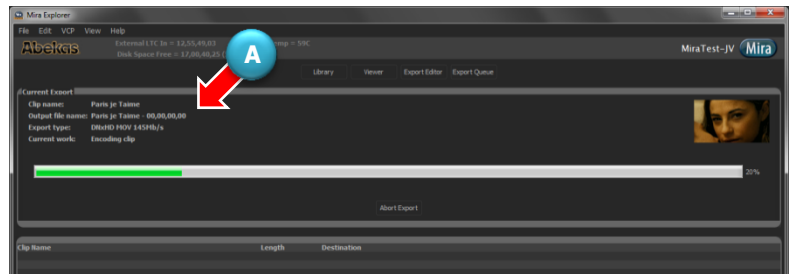 Mira Explorer
File Edit VCP View Help
Abekas
External LTC In = 12,55,49,03
= 59C
Disk Space Free = 17,00,40,25
MiraTest-JV Mira
A
Library Viewer Export Editor Export Queue
Current Export
Clip name: Paris je Taime
Output file name: Paris je Taime - 00,00,00,00
Export type: DNxHD MOV 145Mb/s
Current work: Encoding clip
20%
Abort Export
Clip Name Length Destination